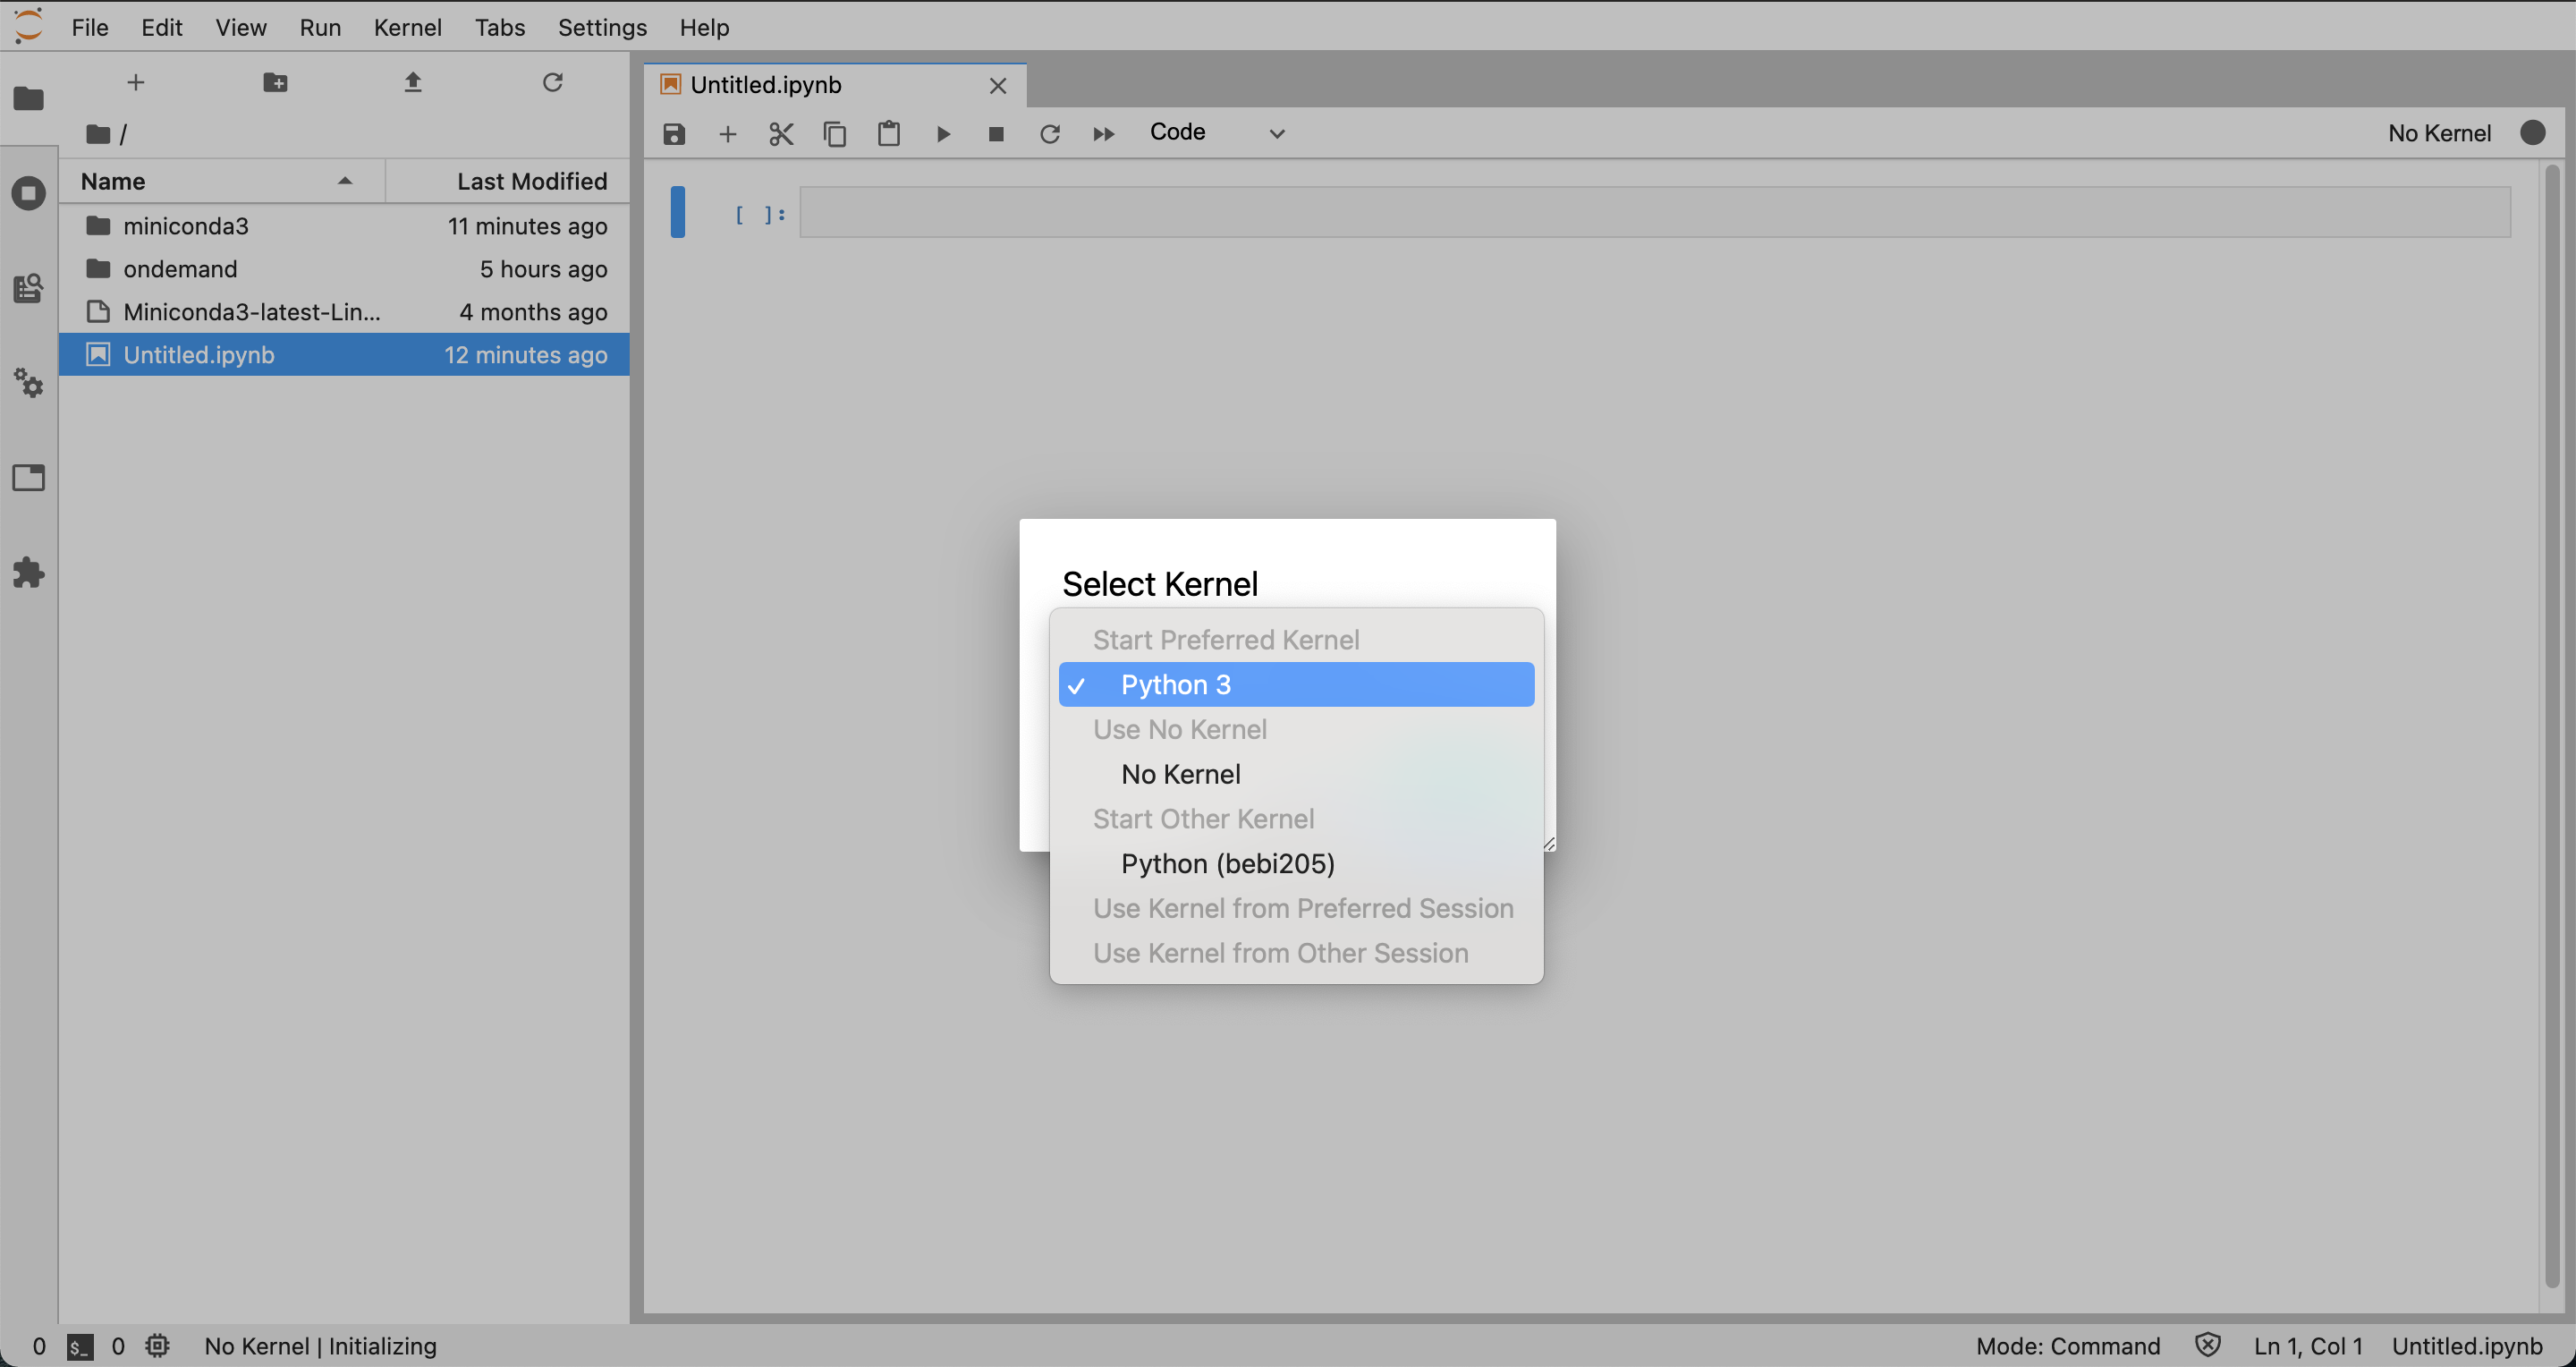 File Edit View Run Kernel Tabs Settings Help
Untitled.ipynb
/
Code
No Kernel
Name Last Modified
miniconda3 11 minutes ago
ondemand 5 hours ago
Miniconda3-latest-Lin... 4 months ago
Untitled.ipynb 12 minutes ago
[ ]:
Select Kernel
Start Preferred Kernel
✓ Python 3
Use No Kernel
No Kernel
Start Other Kernel
Python (bebi205)
Use Kernel from Preferred Session
Use Kernel from Other Session
0 $_ 0 No Kernel | Initializing Mode: Command Ln 1, Col 1 Untitled.ipynb